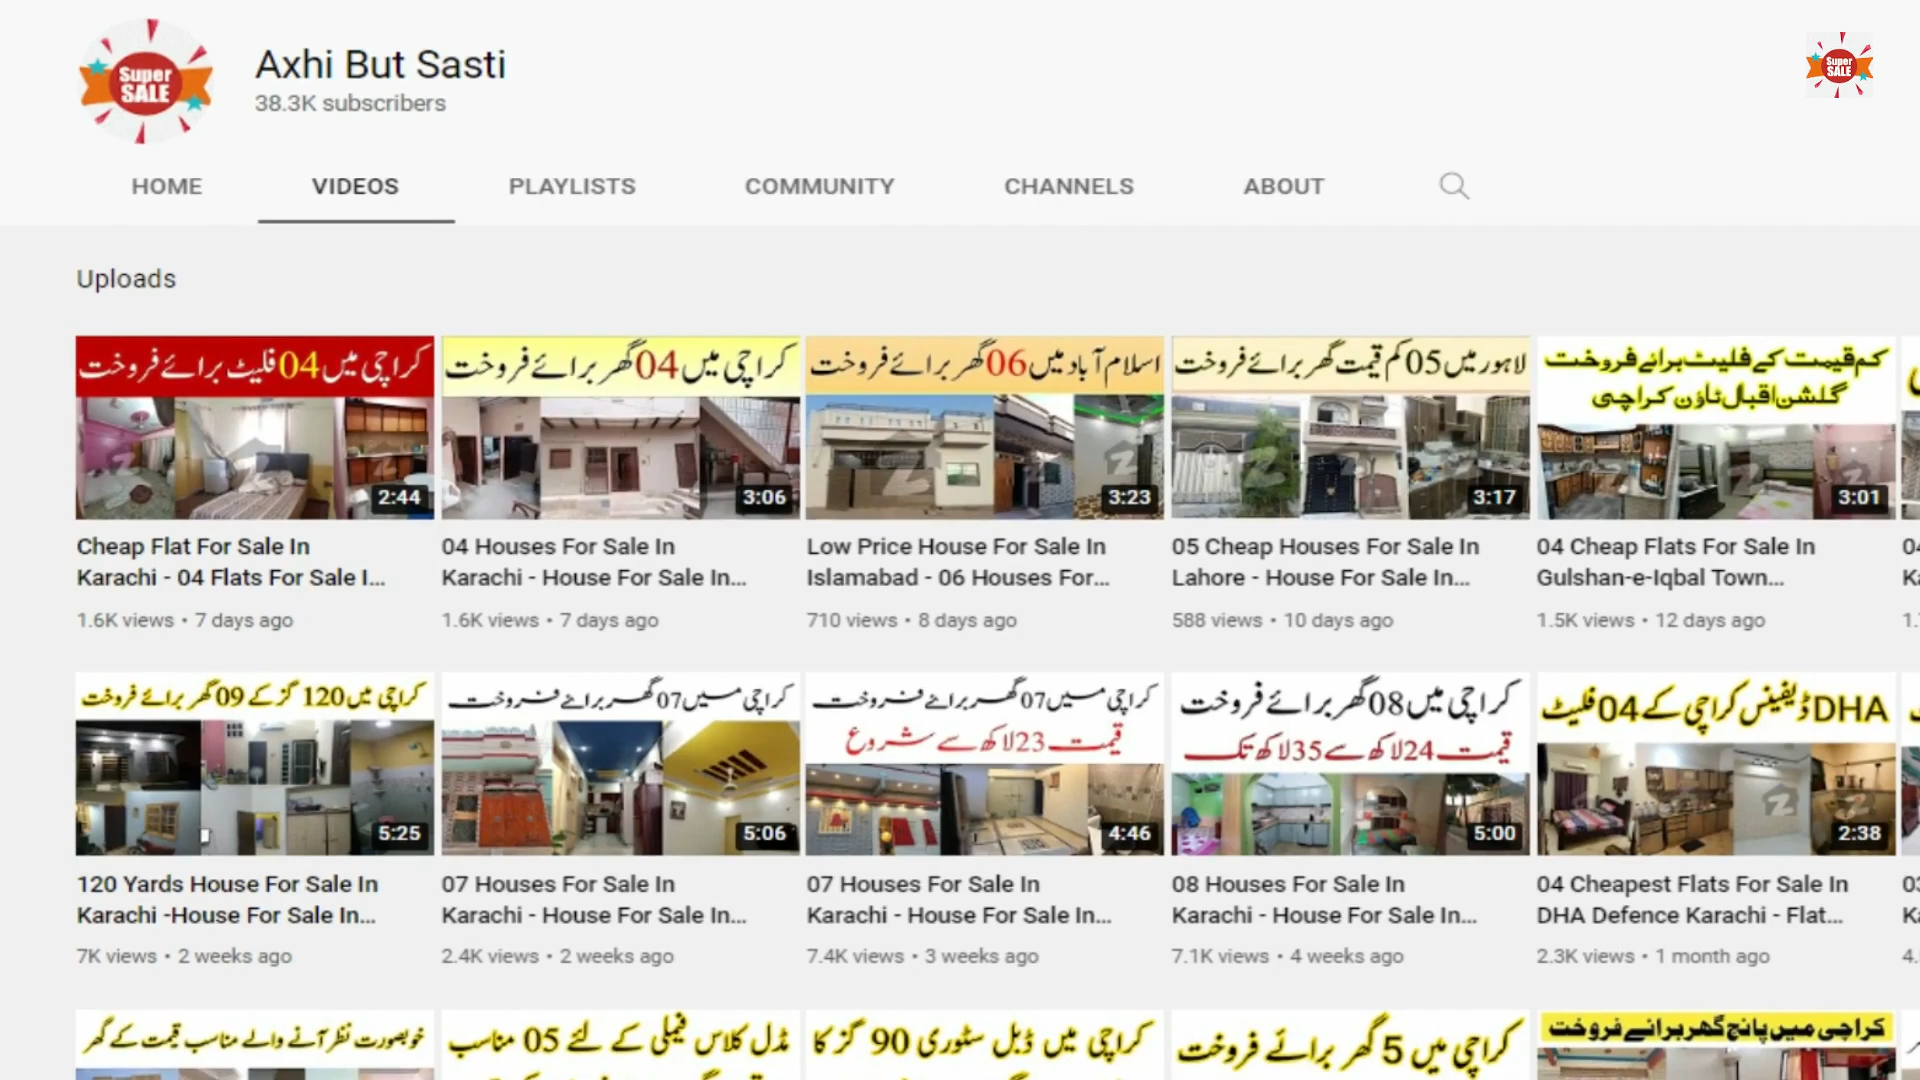 Super
SALE
Axhi But Sasti
38.3K subscribers
Super
SALE
HOME VIDEOS PLAYLISTS COMMUNITY CHANNELS ABOUT
Uploads
کراچی میں 04 فلیٹ برائے فروخت
2:44
Cheap Flat For Sale In
Karachi - 04 Flats For Sale I...
1.6K views • 7 days ago
کراچی میں 04 گھر برائے فروخت
3:06
04 Houses For Sale In
Karachi - House For Sale In...
1.6K views • 7 days ago
اسلام آباد میں 06 گھر برائے فروخت
3:23
Low Price House For Sale In
Islamabad - 06 Houses For...
710 views • 8 days ago
لاہور میں 05 کم قیمت گھر برائے فروخت
3:17
05 Cheap Houses For Sale In
Lahore - House For Sale In...
588 views • 10 days ago
کم قیمت کے فلیٹ برائے فروخت
گلشن اقبال ٹاؤن کراچی
3:01
04 Cheap Flats For Sale In
Gulshan-e-Iqbal Town...
1.5K views • 12 days ago
کراچی میں 120 گز کے 09 گھر برائے فروخت
5:25
120 Yards House For Sale In
Karachi -House For Sale In...
7K views • 2 weeks ago
کراچی میں 07 گھر برائے فروخت
5:06
07 Houses For Sale In
Karachi - House For Sale In...
2.4K views • 2 weeks ago
کراچی میں 07 گھر برائے فروخت
قیمت 23 لاکھ سے شروع
4:46
07 Houses For Sale In
Karachi - House For Sale In...
7.4K views • 3 weeks ago
کراچی میں 08 گھر برائے فروخت
قیمت 24 لاکھ سے 35 لاکھ تک
5:00
08 Houses For Sale In
Karachi - House For Sale In...
7.1K views • 4 weeks ago
DHA ڈیفینس کراچی کے 04 فلیٹ
2:38
04 Cheapest Flats For Sale In
DHA Defence Karachi - Flat...
2.3K views • 1 month ago
خوبصورت نظر آنے والے مناسب قیمت کے گھر
مڈل کلاس فیملی کے لئے 05 مناسب
کراچی میں ڈبل سٹوری 90 گز کا
کراچی میں 5 گھر برائے فروخت
کراچی میں پانچ گھر برائے فروخت